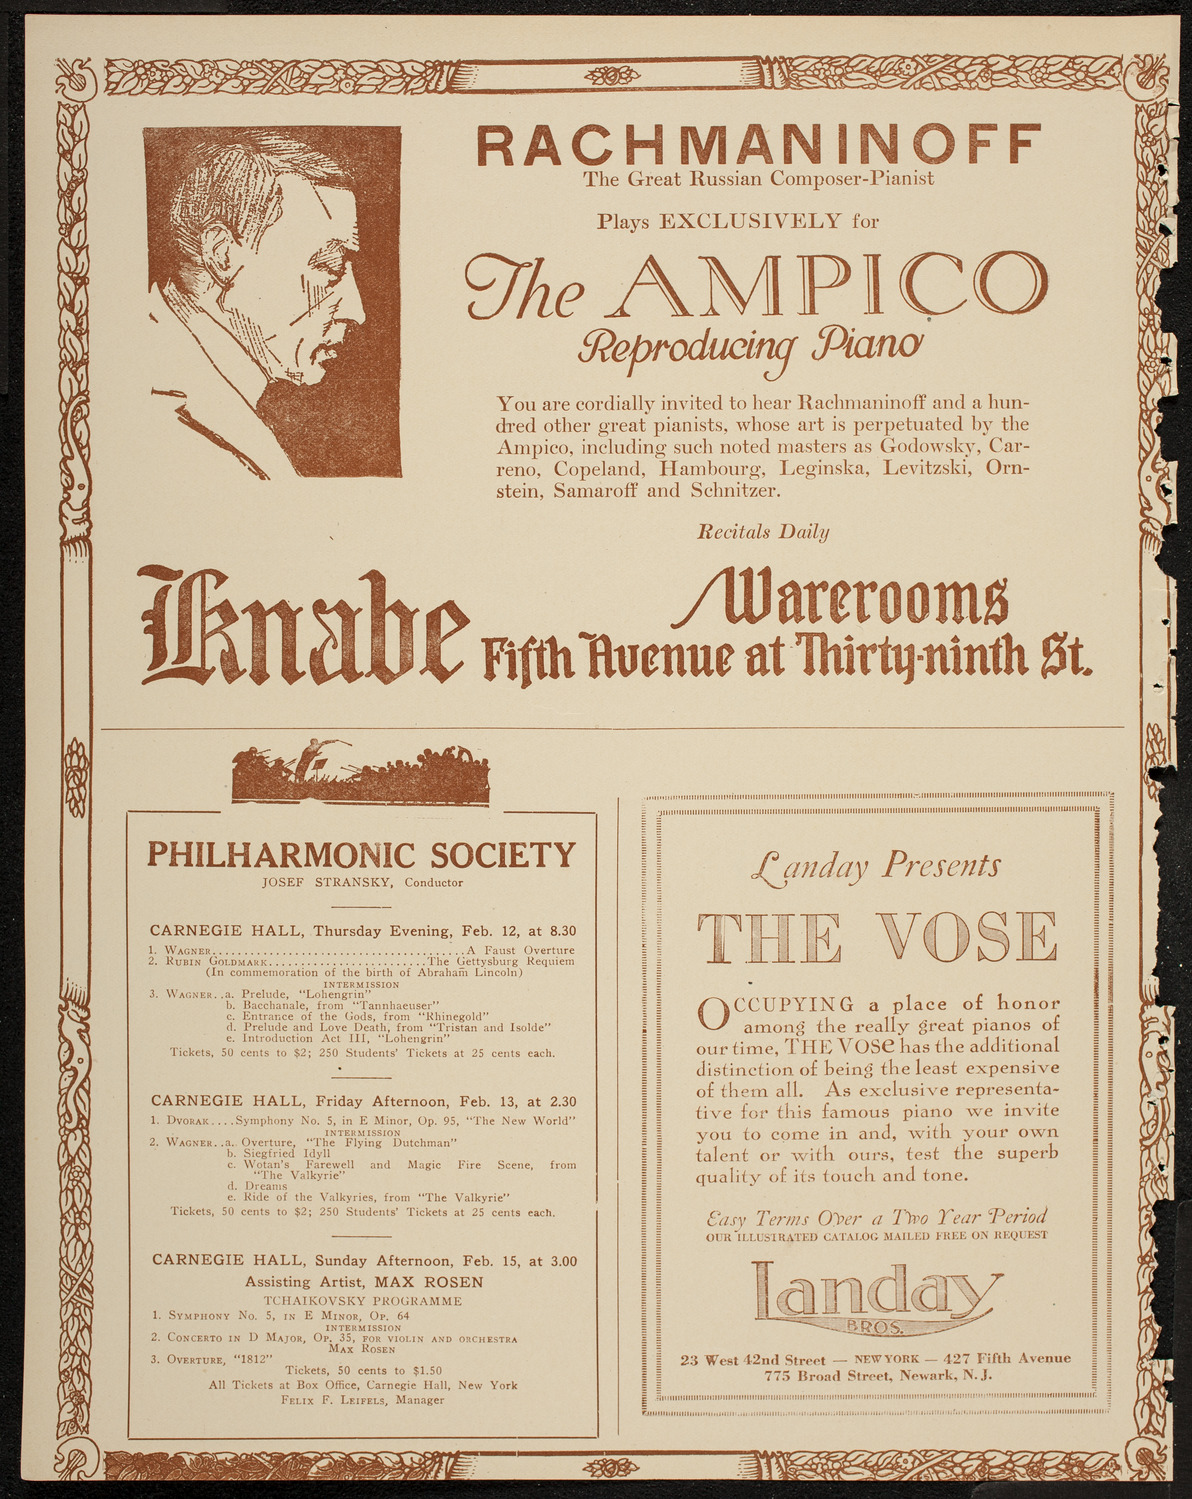 RACHMANINOFF
The Great Russian Composer-Pianist
Plays EXCLUSIVELY for
The AMPICO
Reproducing Piano
You are cordially invited to hear Rachmaninoff and a hun-
dred other great pianists, whose art is perpetuated by the
Ampico, including such noted masters as Godowsky, Car-
reno, Copeland, Hambourg, Leginska, Levitzski, Orn-
stein, Samaroff and Schnitzer.
Recitals Daily
Knabe Warerooms
Fifth Avenue at Thirty-ninth St.
PHILHARMONIC SOCIETY
JOSEF STRANSKY, Conductor
CARNEGIE HALL, Thursday Evening, Feb. 12, at 8.30
1. WAGNER........................................A Faust Overture
2. RUBIN GOLDMARK.........................The Gettysburg Requiem
(In commemoration of the birth of Abraham Lincoln)
INTERMISSION
3. WAGNER..a. Prelude, "Lohengrin"
b. Bacchanale, from "Tannhaeuser"
c. Entrance of the Gods, from "Rhinegold"
d. Prelude and Love Death, from "Tristan and Isolde"
e. Introduction Act III, "Lohengrin"
Tickets, 50 cents to $2; 250 Students' Tickets at 25 cents each.
CARNEGIE HALL, Friday Afternoon, Feb. 13, at 2.30
1. DVORAK....Symphony No. 5, in E Minor, Op. 95, "The New World"
INTERMISSION
2. WAGNER..a. Overture, "The Flying Dutchman"
b. Siegfried Idyll
c. Wotan's Farewell and Magic Fire Scene, from
"The Valkyrie"
d. Dreams
e. Ride of the Valkyries, from "The Valkyrie"
Tickets, 50 cents to $2; 250 Students' Tickets at 25 cents each.
CARNEGIE HALL, Sunday Afternoon, Feb. 15, at 3.00
Assisting Artist, MAX ROSEN
TCHAIKOVSKY PROGRAMME
1. SYMPHONY NO. 5, IN E MINOR, OP. 64
INTERMISSION
2. CONCERTO IN D MAJOR, OP. 35, FOR VIOLIN AND ORCHESTRA
MAX ROSEN
3. OVERTURE, "1812"
Tickets, 50 cents to $1.50
All Tickets at Box Office, Carnegie Hall, New York
FELIX F. LEIFELS, Manager
Landay Presents
THE VOSE
OCCUPYING a place of honor
among the really great pianos of
our time, THE VOSE has the additional
distinction of being the least expensive
of them all. As exclusive representa-
tive for this famous piano we invite
you to come in and, with your own
talent or with ours, test the superb
quality of its touch and tone.
Easy Terms Over a Two Year Period
OUR ILLUSTRATED CATALOG MAILED FREE ON REQUEST
Landay
BROS.
23 West 42nd Street — NEW YORK — 427 Fifth Avenue
775 Broad Street, Newark, N. J.